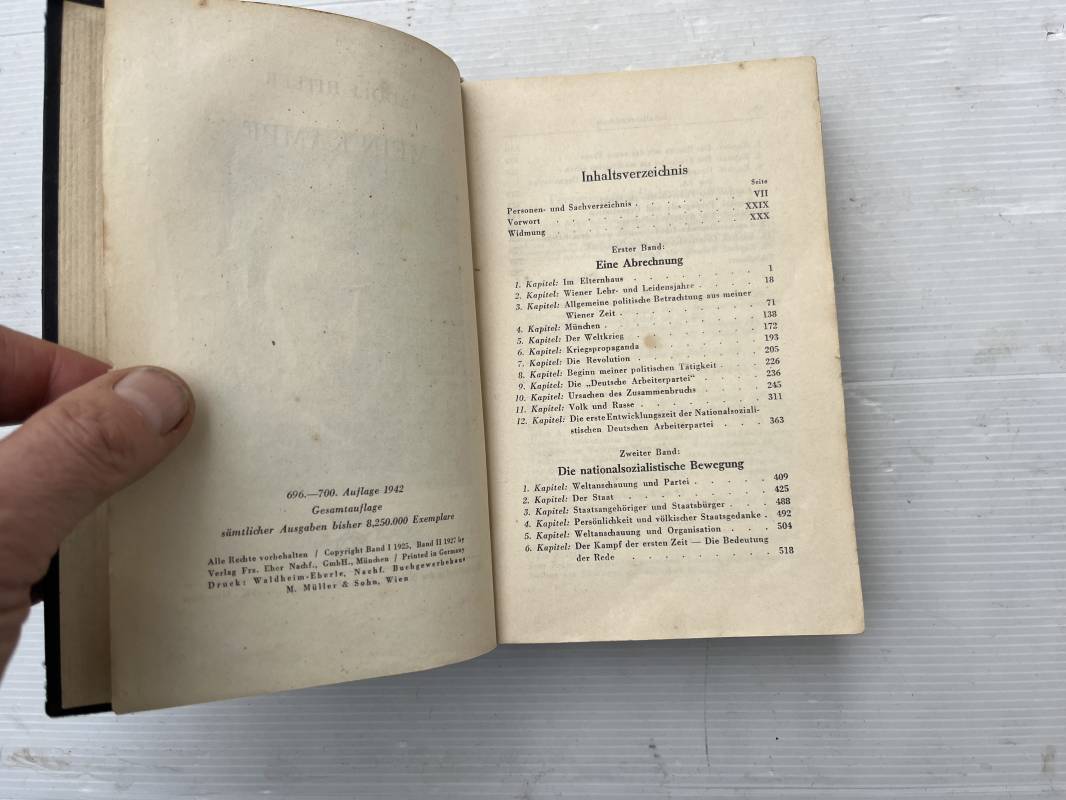 696.—700. Auflage 1942
Gesamtauflage
sämtlicher Ausgaben bisher 8,250.000 Exemplare
Alle Rechte vorbehalten / Copyright Band I 1925, Band II 1927 by
Verlag Frz. Eher Nachf., GmbH., München / Printed in Germany
Druck: Waldheim-Eberle, Nachf. Buchgewerbehaus
M. Müller & Sohn, Wien
Inhaltsverzeichnis
Seite
Personen- und Sachverzeichnis . . . . . . VII
Vorwort . . . . . . . . . . XXIX
Widmung . . . . . . . . . . XXX
Erster Band:
Eine Abrechnung
1. Kapitel: Im Elternhaus . . . . . . . 1
2. Kapitel: Wiener Lehr- und Leidensjahre . . . . 18
3. Kapitel: Allgemeine politische Betrachtung aus meiner
Wiener Zeit . . . . . . . 71
4. Kapitel: München . . . . . . . . 138
5. Kapitel: Der Weltkrieg . . . . . . . 172
6. Kapitel: Kriegspropaganda . . . . . . 193
7. Kapitel: Die Revolution . . . . . . . 205
8. Kapitel: Beginn meiner politischen Tätigkeit . . . 226
9. Kapitel: Die „Deutsche Arbeiterpartei“ . . . . 236
10. Kapitel: Ursachen des Zusammenbruchs . . . . 245
11. Kapitel: Volk und Rasse . . . . . . . 311
12. Kapitel: Die erste Entwicklungszeit der Nationalsoziali-
stischen Deutschen Arbeiterpartei . . . 363
Zweiter Band:
Die nationalsozialistische Bewegung
1. Kapitel: Weltanschauung und Partei . . . . . 409
2. Kapitel: Der Staat . . . . . . . . 425
3. Kapitel: Staatsangehöriger und Staatsbürger . . . 488
4. Kapitel: Persönlichkeit und völkischer Staatsgedanke . 492
5. Kapitel: Weltanschauung und Organisation . . . 504
6. Kapitel: Der Kampf der ersten Zeit — Die Bedeutung
der Rede . . . . . . . . 518